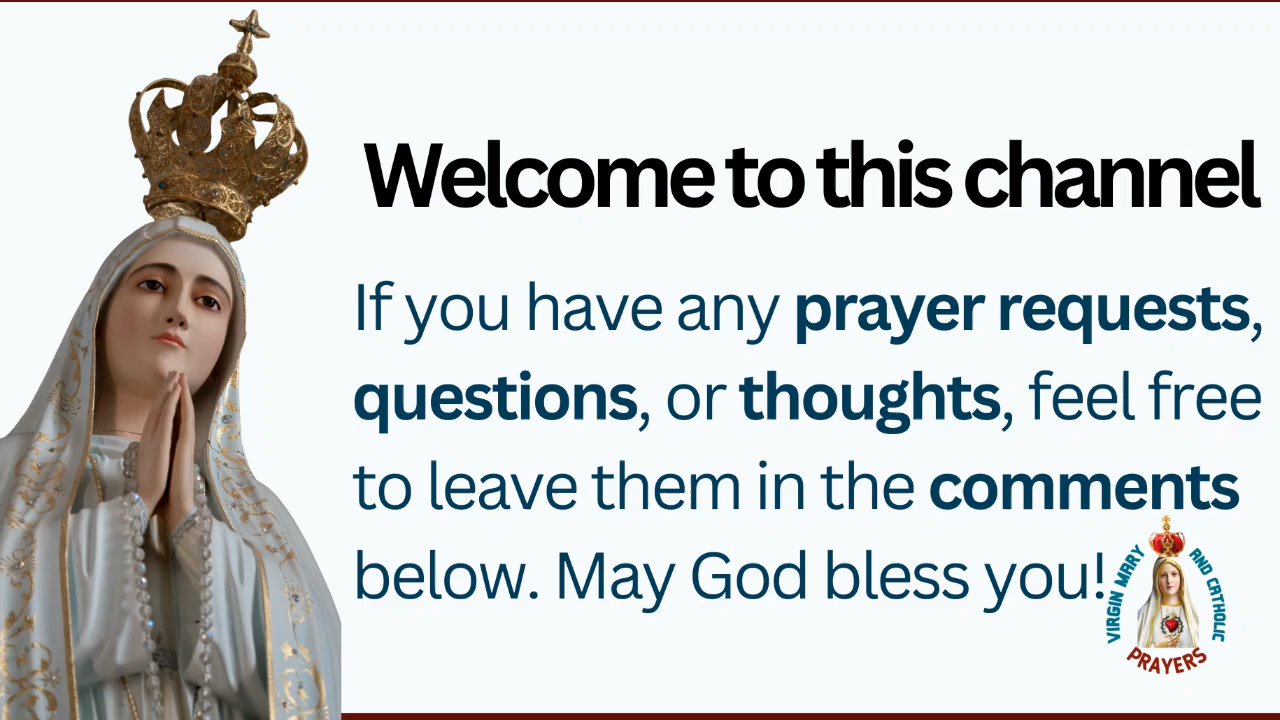 Welcome to this channel
If you have any prayer requests,
questions, or thoughts, feel free
to leave them in the comments
below. May God bless you!
VIRGIN MARY AND CATHOLIC
PRAYERS